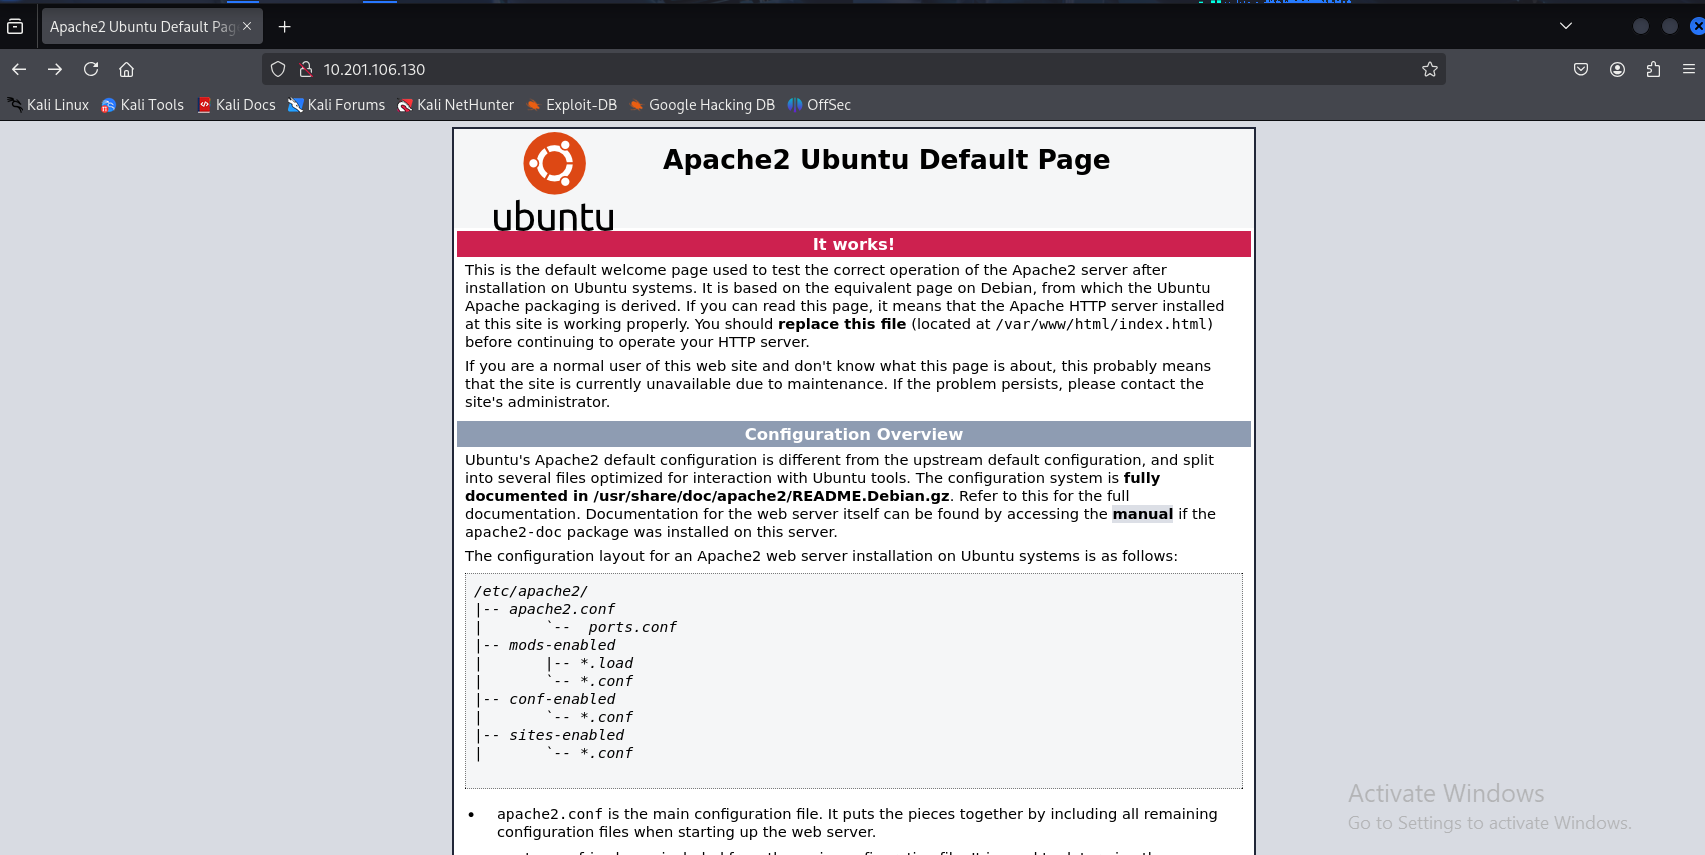 Apache2 Ubuntu Default Pag
10.201.106.130
Kali Linux Kali Tools Kali Docs Kali Forums Kali NetHunter Exploit-DB Google Hacking DB OffSec
ubuntu
Apache2 Ubuntu Default Page
It works!
This is the default welcome page used to test the correct operation of the Apache2 server after
installation on Ubuntu systems. It is based on the equivalent page on Debian, from which the Ubuntu
Apache packaging is derived. If you can read this page, it means that the Apache HTTP server installed
at this site is working properly. You should replace this file (located at /var/www/html/index.html)
before continuing to operate your HTTP server.
If you are a normal user of this web site and don't know what this page is about, this probably means
that the site is currently unavailable due to maintenance. If the problem persists, please contact the
site's administrator.
Configuration Overview
Ubuntu's Apache2 default configuration is different from the upstream default configuration, and split
into several files optimized for interaction with Ubuntu tools. The configuration system is fully
documented in /usr/share/doc/apache2/README.Debian.gz. Refer to this for the full
documentation. Documentation for the web server itself can be found by accessing the manual if the
apache2-doc package was installed on this server.
The configuration layout for an Apache2 web server installation on Ubuntu systems is as follows:
/etc/apache2/
|-- apache2.conf
|       `--  ports.conf
|-- mods-enabled
|       |-- *.load
|       `-- *.conf
|-- conf-enabled
|       `-- *.conf
|-- sites-enabled
|       `-- *.conf
• apache2.conf is the main configuration file. It puts the pieces together by including all remaining
configuration files when starting up the web server.
Activate Windows
Go to Settings to activate Windows.